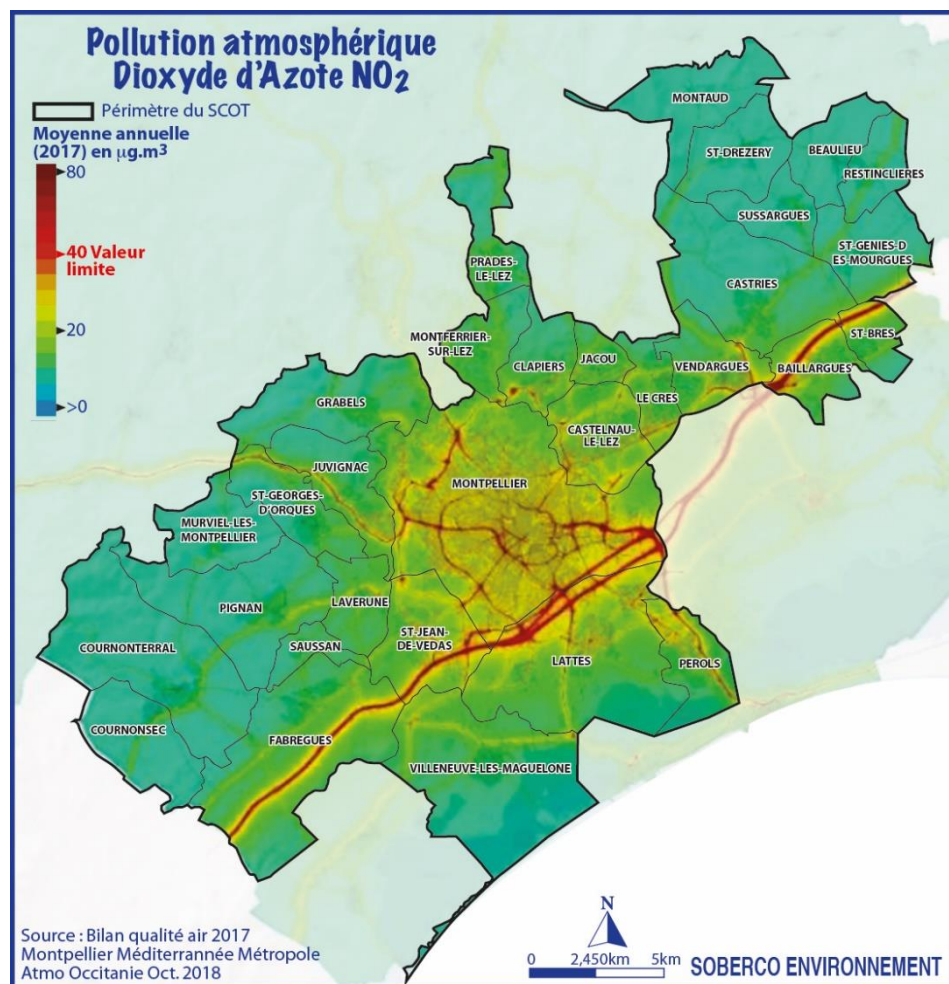 Pollution atmosphérique
Dioxyde d'Azote NO2
Périmètre du SCOT
Moyenne annuelle
(2017) en µg.m3
80
40 Valeur
limite
20
>0
MONTAUD
ST-DREZERY
BEAULIEU
RESTINCLIERES
SUSSARGUES
ST-GENIES-D
ES-MOURGUES
PRADES-
LE-LEZ
CASTRIES
MONTFERRIER-
SUR-LEZ
ST-BRES
CLAPIERS
JACOU
VENDARGUES
BAILLARGUES
GRABELS
LE CRES
CASTELNAU-
LE-LEZ
JUVIGNAC
MONTPELLIER
ST-GEORGES-
D'ORQUES
MURVIEL-LES-
MONTPELLIER
PIGNAN
LAVERUNE
COURNONTERRAL
SAUSSAN
ST-JEAN-
DE-VEDAS
LATTES
PEROLS
COURNONSEC
FABREGUES
VILLENEUVE-LES-MAGUELONE
Source : Bilan qualité air 2017
Montpellier Méditerrannée Métropole
Atmo Occitanie Oct. 2018
N
0 2,450km 5km
SOBERCO ENVIRONNEMENT